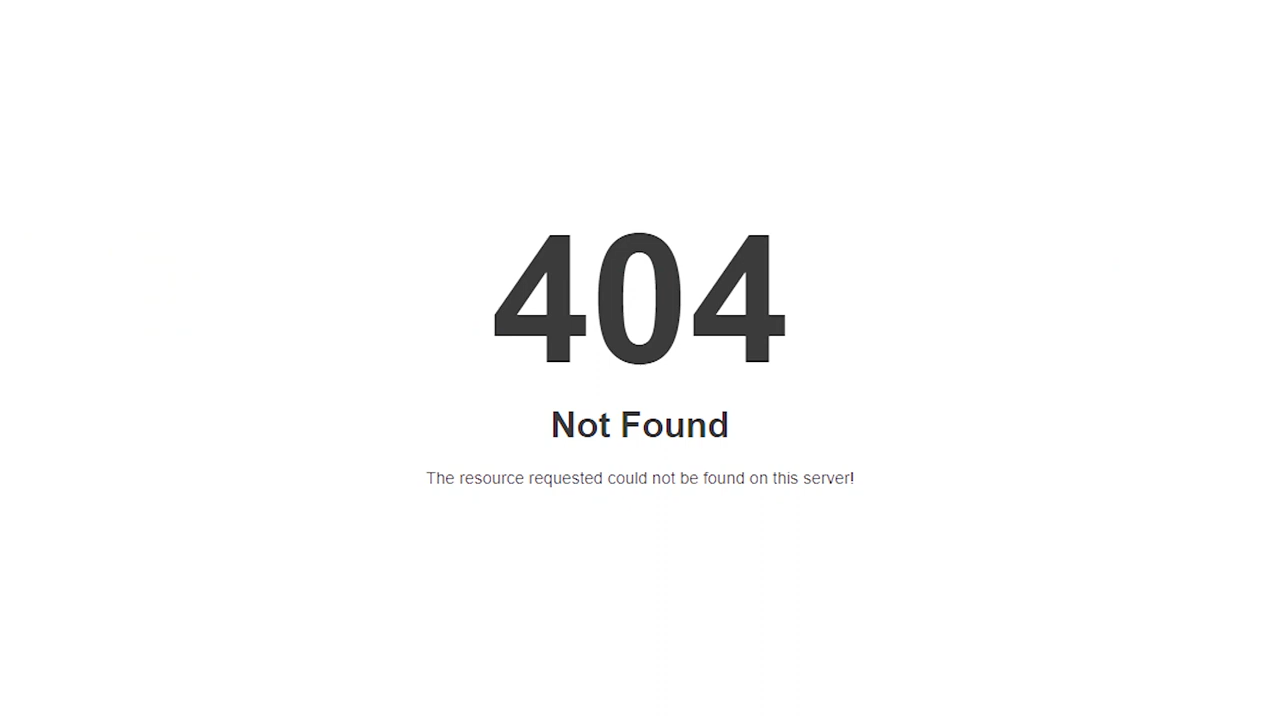 404
Not Found
The resource requested could not be found on this server!